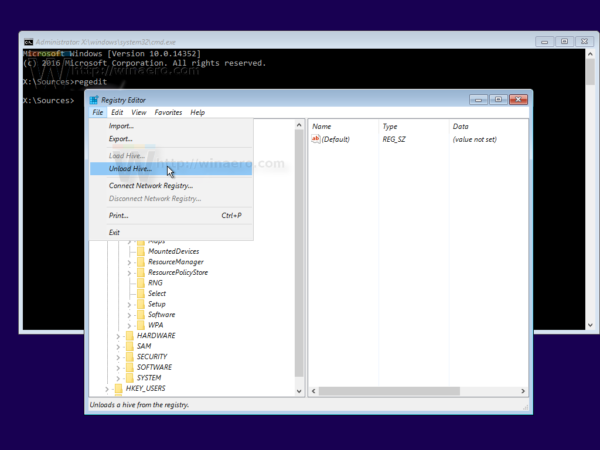 Administrator: X:\windows\system32\cmd.exe
Microsoft Windows [Version 10.0.14352]
(c) 2016 Microsoft Corporation. All rights reserved.
http://winaero.com
X:\Sources>regedit
X:\Sources>
Registry Editor
File Edit View Favorites Help
Import...
Export...
Load Hive...
Unload Hive...
http://winaero.com
Connect Network Registry...
Disconnect Network Registry...
Print... Ctrl+P
Exit
Name Type Data
(Default) REG_SZ (value not set)
Maps
MountedDevices
ResourceManager
ResourcePolicyStore
RNG
Select
Setup
Software
WPA
HARDWARE
SAM
SECURITY
SOFTWARE
SYSTEM
HKEY_USERS
Unloads a hive from the registry.